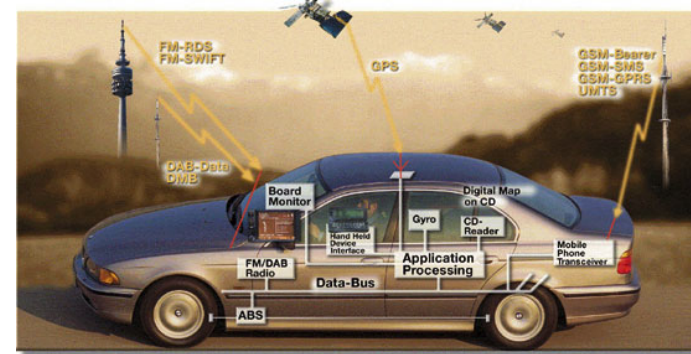 FM-RDS
FM-SWIFT
GPS
GSM-Bearer
GSM-SMS
GSM-GPRS
UMTS
DAB-Data
DMB
Board
Monitor
Digital Map
on CD
Gyro
CD-
Reader
Hand Held
Device
Interface
Mobile
Phone
Transceiver
FM/DAB
Radio
Application
Processing
Data-Bus
ABS